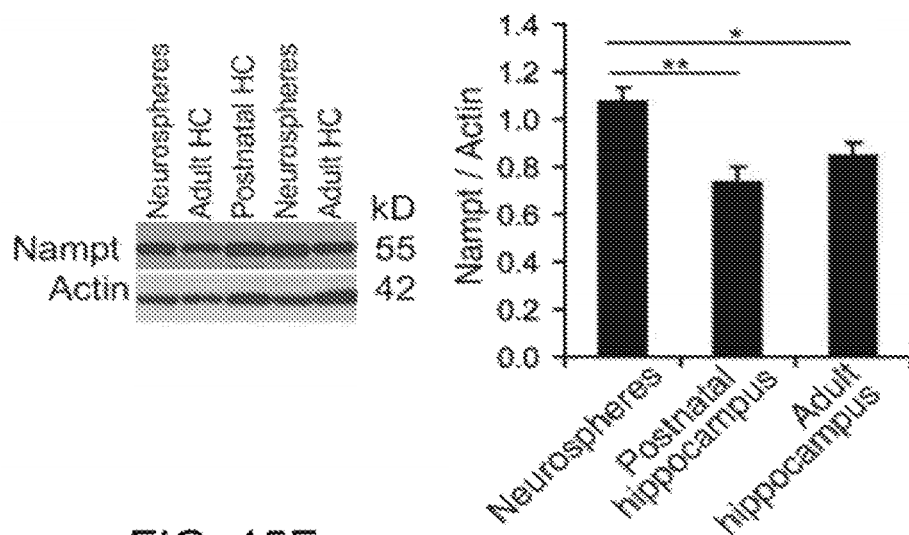 Neurospheres
Adult HC
Postnatal HC
Neurospheres
Adult HC
kD
Nampt 55
Actin 42
Nampt / Actin
1.4
1.2
1.0
0.8
0.6
0.4
0.2
0.0
*
**
Neurospheres
Postnatal
hippocampus
Adult
hippocampus